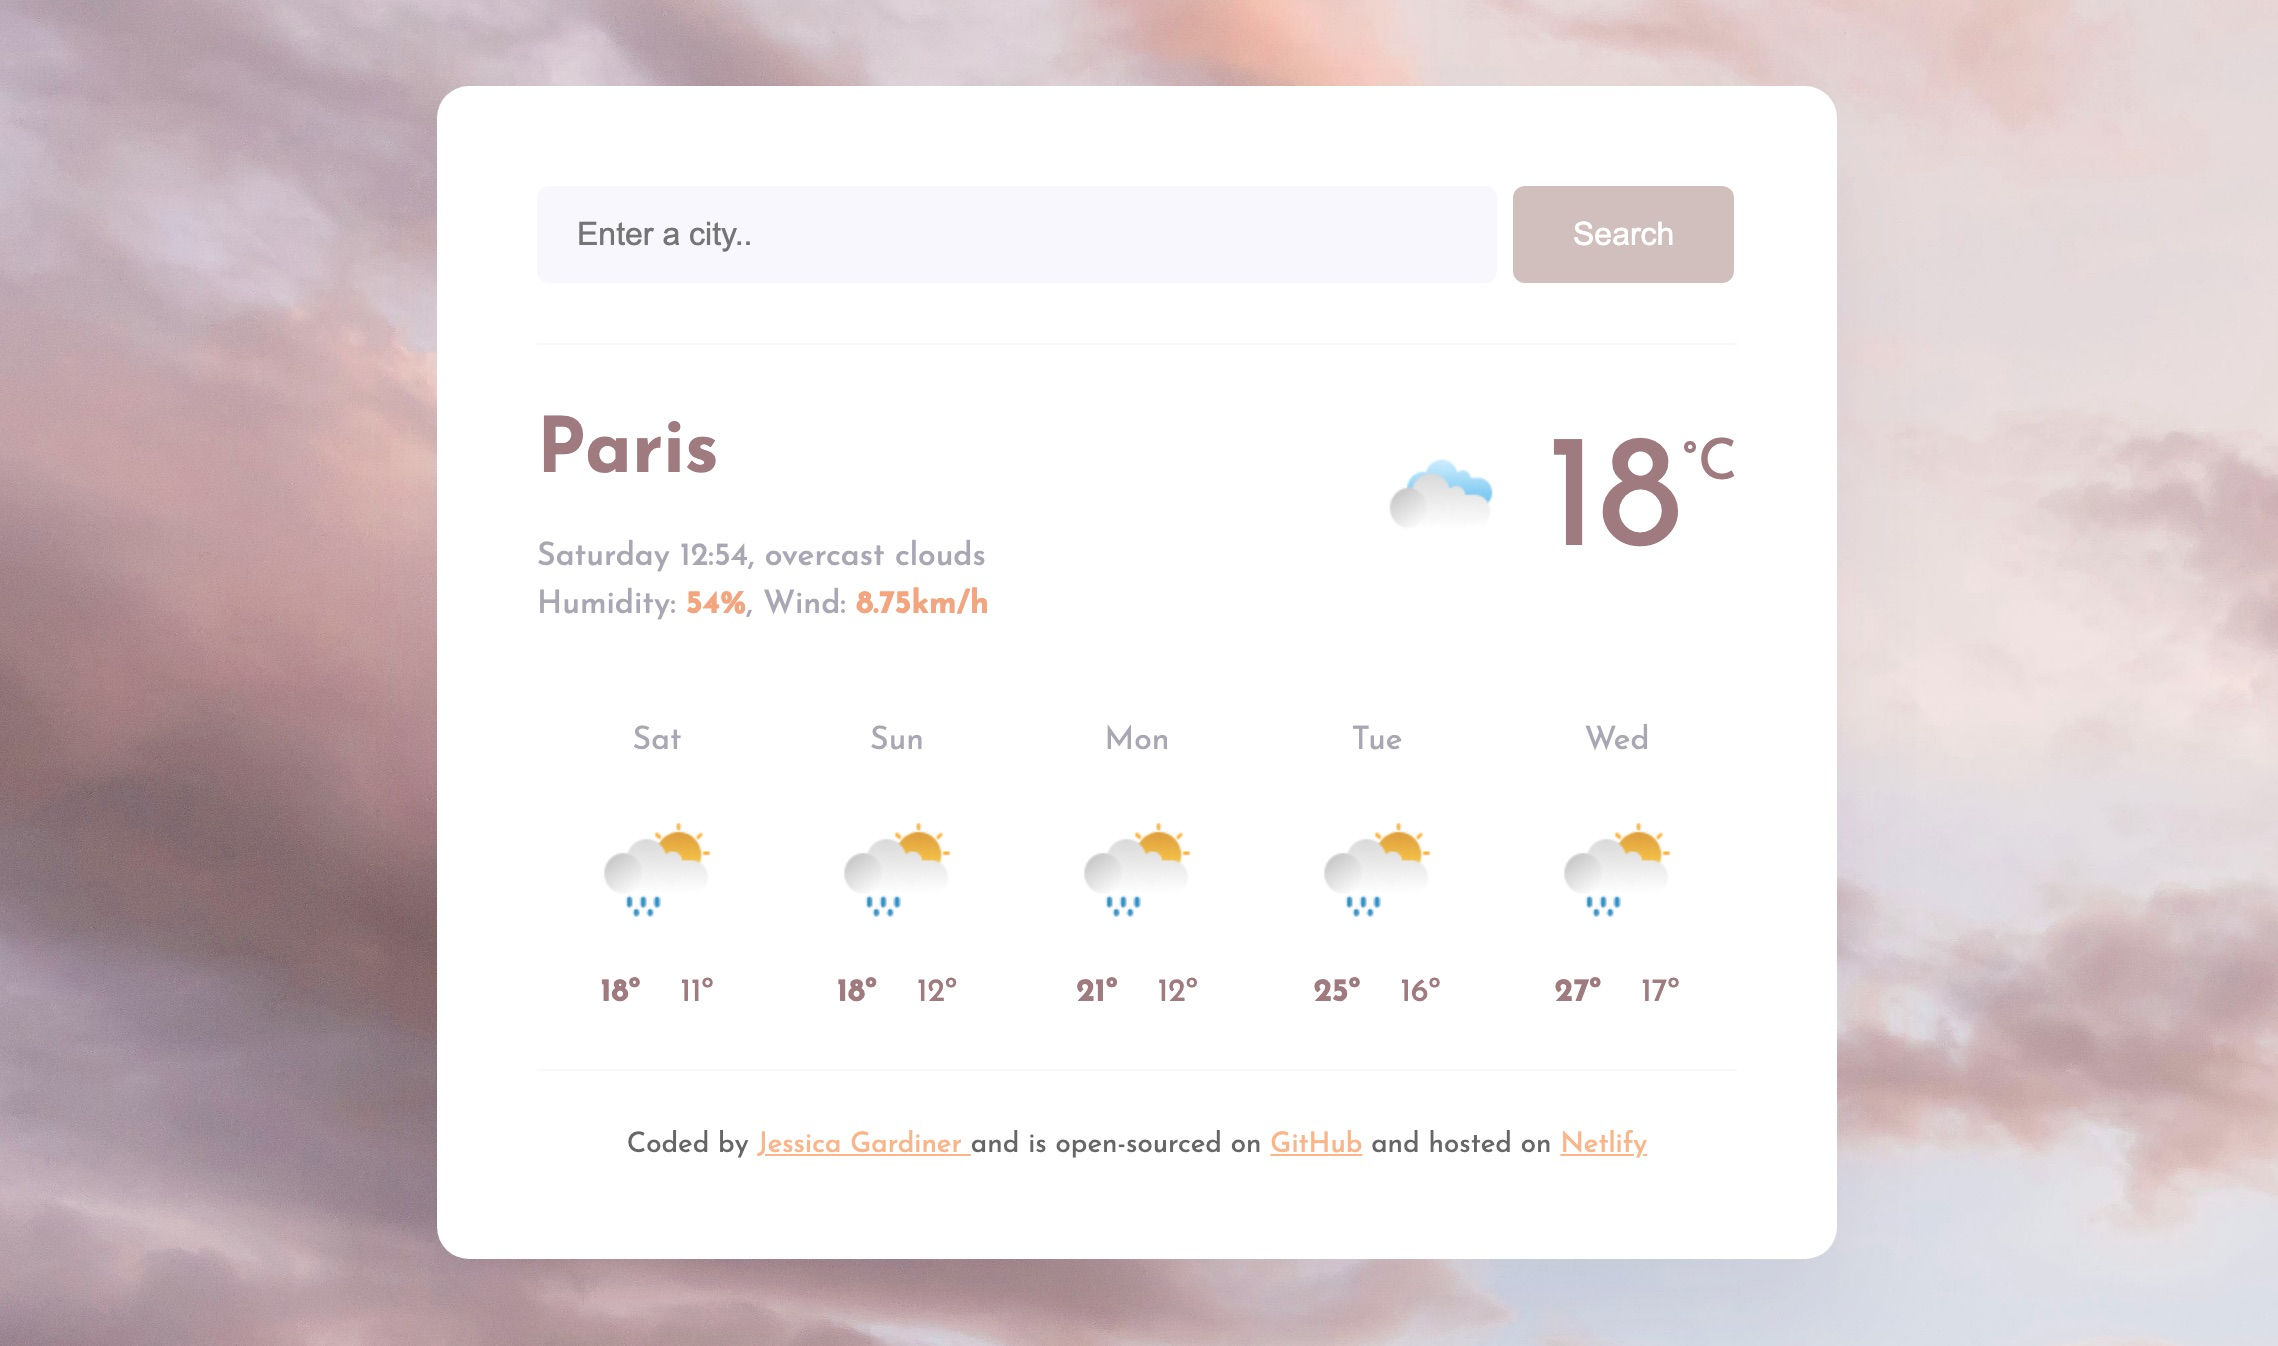 Enter a city..
Search
Paris
18°C
Saturday 12:54, overcast clouds
Humidity: 54%, Wind: 8.75km/h
Sat Sun Mon Tue Wed
18° 11° 18° 12° 21° 12° 25° 16° 27° 17°
Coded by Jessica Gardiner and is open-sourced on GitHub and hosted on Netlify